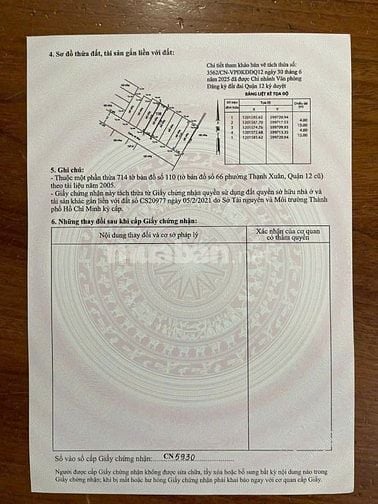 4. Sơ đồ thửa đất, tài sản gắn liền với đất:
Chi tiết tham khảo bản vẽ tách thửa số:
3562/CN-VPĐKĐĐQ12 ngày 30 tháng 6
năm 2025 đã được Chi nhánh Văn phòng
Đăng ký đất đai Quận 12 ký duyệt
BẢNG LIỆT KÊ TỌA ĐỘ
5. Ghi chú:
- Thuộc một phần thửa 714 tờ bản đồ số 110 (tờ bản đồ số 66 phường Thạnh Xuân, Quận 12 cũ)
theo tài liệu năm 2005.
- Giấy chứng nhận này tách thửa từ Giấy chứng nhận quyền sử dụng đất quyền sở hữu nhà ở và
tài sản khác gắn liền với đất số CS20977 ngày 05/2/2021 do Sở Tài nguyên và Môi trường Thành
phố Hồ Chí Minh ký cấp.
6. Những thay đổi sau khi cấp Giấy chứng nhận:
Nội dung thay đổi và cơ sở pháp lý
Xác nhận của cơ quan
có thẩm quyền
Số vào sổ cấp Giấy chứng nhận: CN 5930
Người được cấp Giấy chứng nhận không được sửa chữa, tẩy xóa hoặc bổ sung bất kỳ nội dung nào trong
Giấy chứng nhận; khi bị mất hoặc hư hỏng Giấy chứng nhận phải khai báo ngay với cơ quan cấp Giấy.